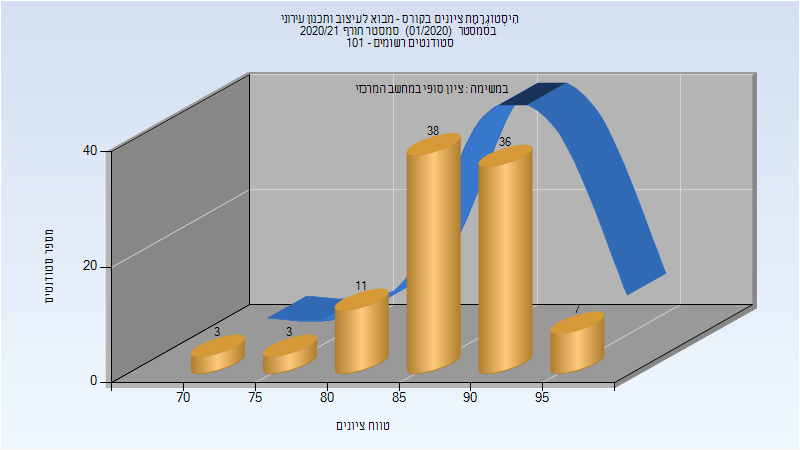 היסטוגרמת ציונים בקורס - מבוא לעיצוב ותכנון עירוני
בסמסטר (01/2020) סמסטר חורף 2020/21
סטודנטים רשומים - 101
במשימה : ציון סופי במחשב המרכזי
40
20
0
מספר סטודנטים
3
3
11
38
36
7
70
75
80
85
90
95
טווח ציונים